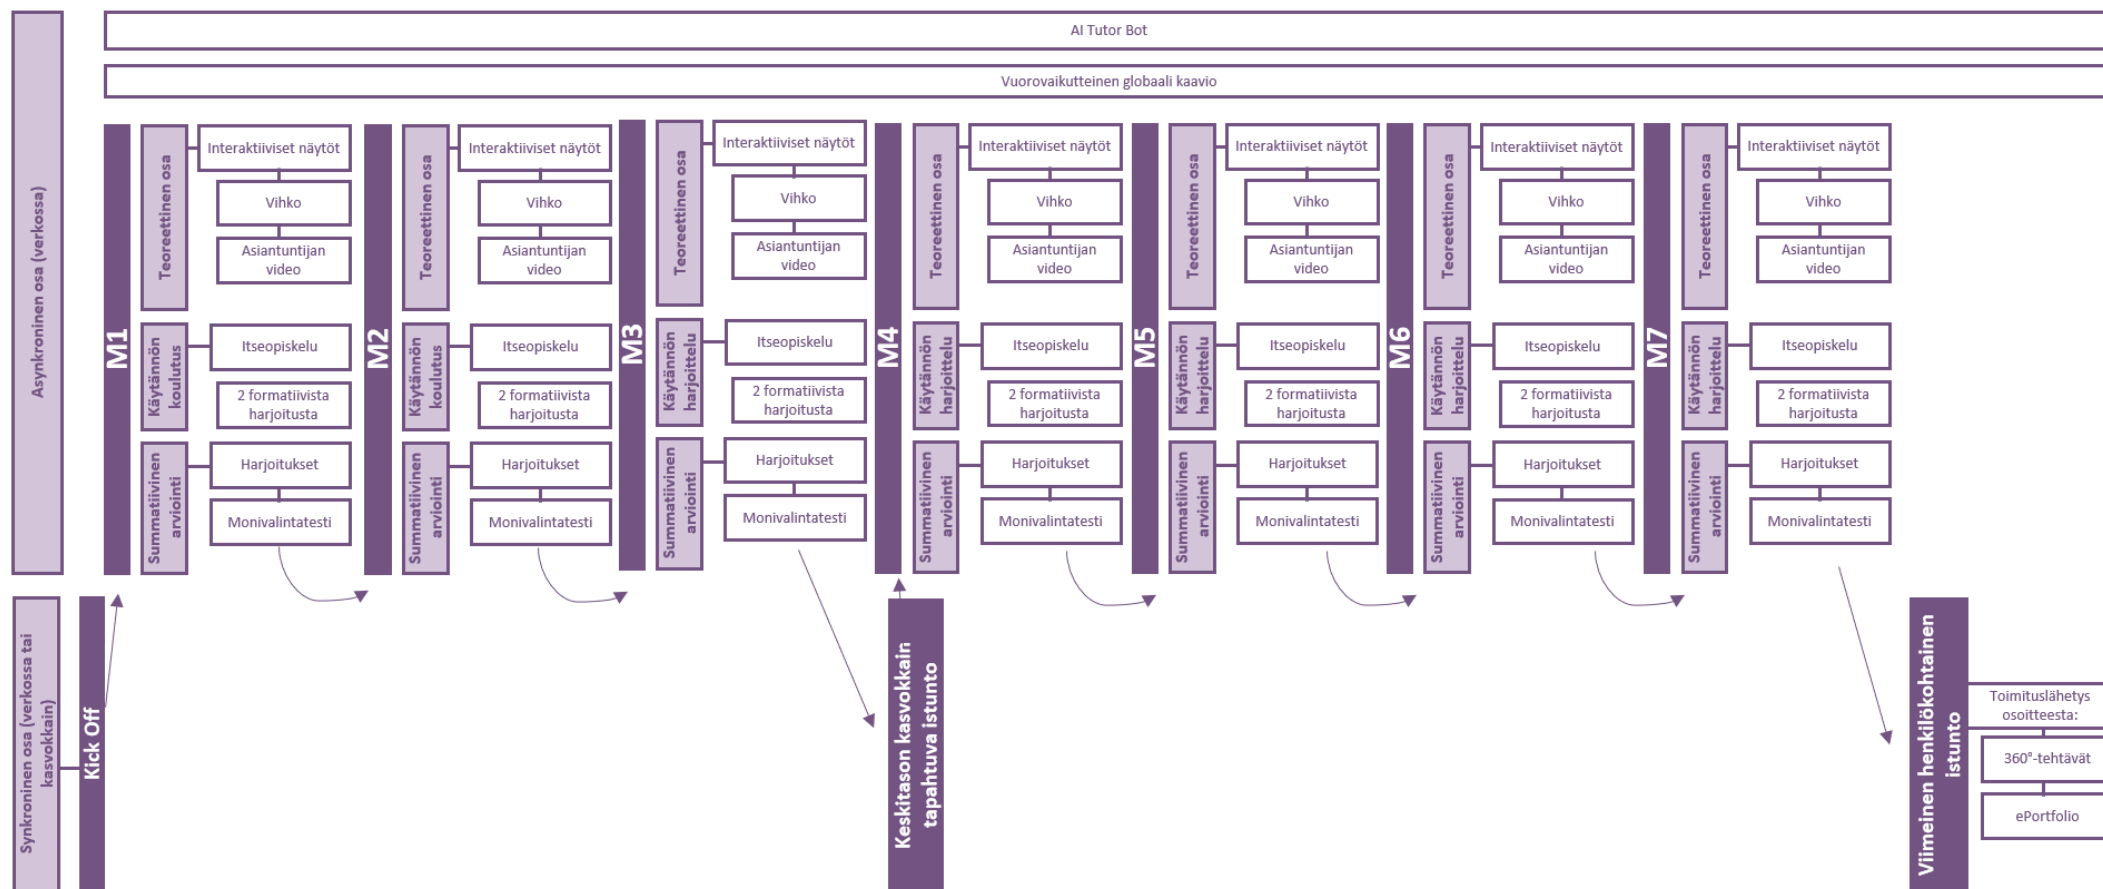 Asynkroninen osa (verkossa)
AI Tutor Bot
Vuorovaikutteinen globaali kaavio
M1
Teoreettinen osa
Interaktiiviset näytöt
Vihko
Asiantuntijan
video
Käytännön
koulutus
Itseopiskelu
2 formatiivista
harjoitusta
Summatiivinen
arviointi
Harjoitukset
Monivalintatesti
M2
Teoreettinen osa
Interaktiiviset näytöt
Vihko
Asiantuntijan
video
Käytännön
koulutus
Itseopiskelu
2 formatiivista
harjoitusta
Summatiivinen
arviointi
Harjoitukset
Monivalintatesti
M3
Teoreettinen osa
Interaktiiviset näytöt
Vihko
Asiantuntijan
video
Käytännön
harjoittelu
Itseopiskelu
2 formatiivista
harjoitusta
Summatiivinen
arviointi
Harjoitukset
Monivalintatesti
M4
Teoreettinen osa
Interaktiiviset näytöt
Vihko
Asiantuntijan
video
Käytännön
harjoittelu
Itseopiskelu
2 formatiivista
harjoitusta
Summatiivinen
arviointi
Harjoitukset
Monivalintatesti
M5
Teoreettinen osa
Interaktiiviset näytöt
Vihko
Asiantuntijan
video
Käytännön
harjoittelu
Itseopiskelu
2 formatiivista
harjoitusta
Summatiivinen
arviointi
Harjoitukset
Monivalintatesti
M6
Teoreettinen osa
Interaktiiviset näytöt
Vihko
Asiantuntijan
video
Käytännön
harjoittelu
Itseopiskelu
2 formatiivista
harjoitusta
Summatiivinen
arviointi
Harjoitukset
Monivalintatesti
M7
Teoreettinen osa
Interaktiiviset näytöt
Vihko
Asiantuntijan
video
Käytännön
harjoittelu
Itseopiskelu
2 formatiivista
harjoitusta
Summatiivinen
arviointi
Harjoitukset
Monivalintatesti
Synkroninen osa (verkossa tai
kasvokkain)
Kick Off
Keskitason kasvokkain
tapahtuva istunto
Viimeinen henkilökohtainen
istunto
Toimituslähetys
osoitteesta:
360°-tehtävät
ePortfolio